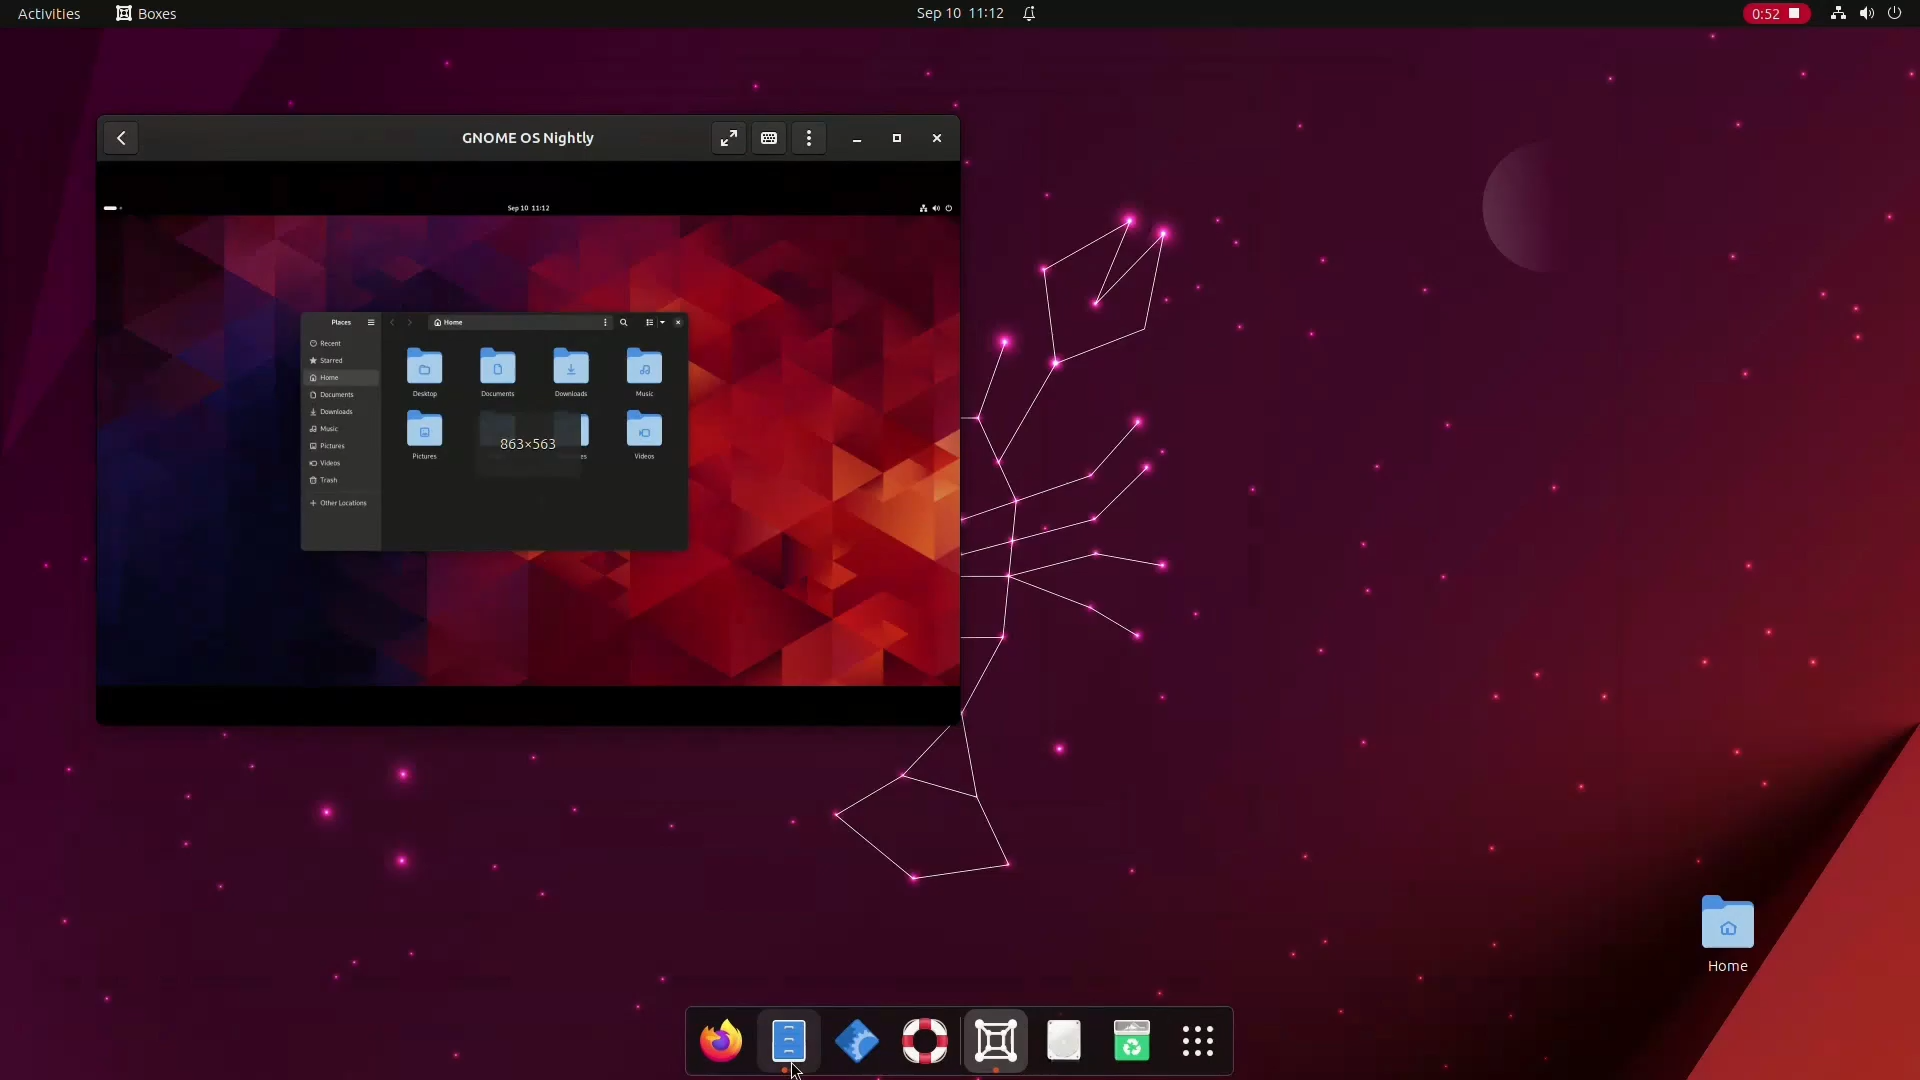 Activities
Boxes
Sep 10 11:12
0:52
GNOME OS Nightly
Sep 10 11:12
Places
Home
Recent
Starred
Home
Documents
Downloads
Music
Pictures
Videos
Trash
Other Locations
Desktop
Documents
Downloads
Music
Pictures
863×563
es
Videos
Home